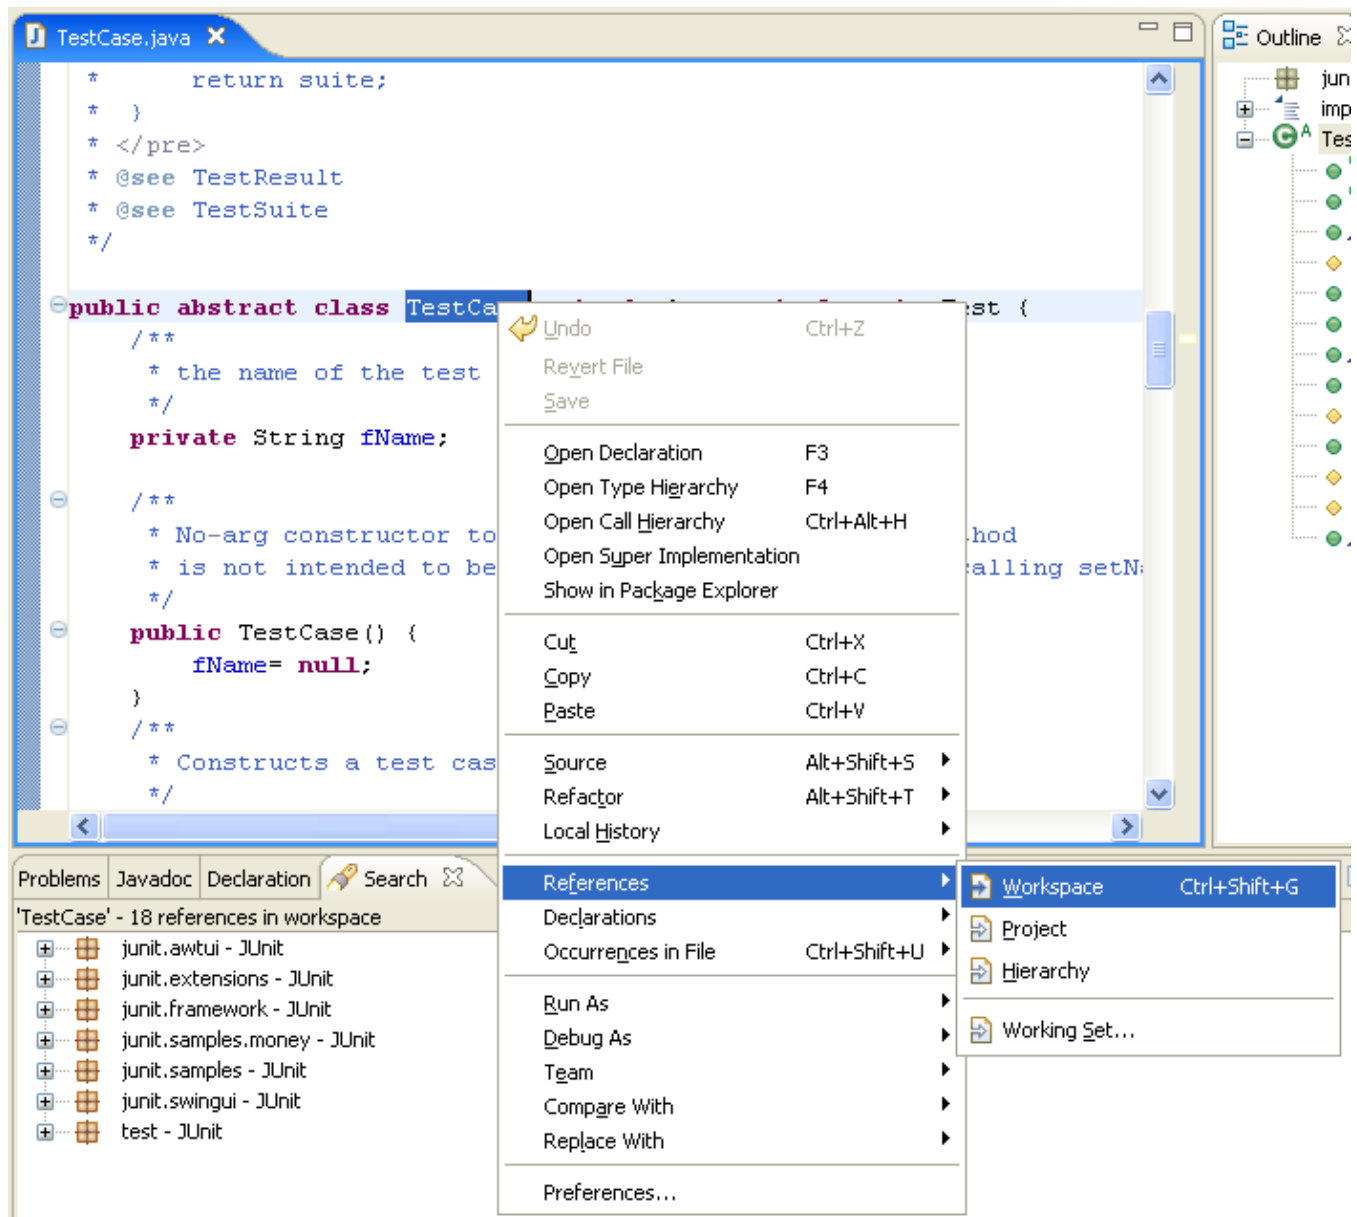 TestCase.java
Outline
* return suite;
* }
* </pre>
* @see TestResult
* @see TestSuite
*/
public abstract class TestCa st {
/**
* the name of the test
*/
private String fName;
/**
* No-arg constructor to hod
* is not intended to be alling setN
*/
public TestCase() {
fName= null;
}
/**
* Constructs a test cas
*/
jun
imp
Tes
Undo Ctrl+Z
Revert File
Save
Open Declaration F3
Open Type Hierarchy F4
Open Call Hierarchy Ctrl+Alt+H
Open Super Implementation
Show in Package Explorer
Cut Ctrl+X
Copy Ctrl+C
Paste Ctrl+V
Source Alt+Shift+S
Refactor Alt+Shift+T
Local History
References
Declarations
Occurrences in File Ctrl+Shift+U
Run As
Debug As
Team
Compare With
Replace With
Preferences...
Workspace Ctrl+Shift+G
Project
Hierarchy
Working Set...
Problems Javadoc Declaration Search
'TestCase' - 18 references in workspace
junit.awtui - JUnit
junit.extensions - JUnit
junit.framework - JUnit
junit.samples.money - JUnit
junit.samples - JUnit
junit.swingui - JUnit
test - JUnit